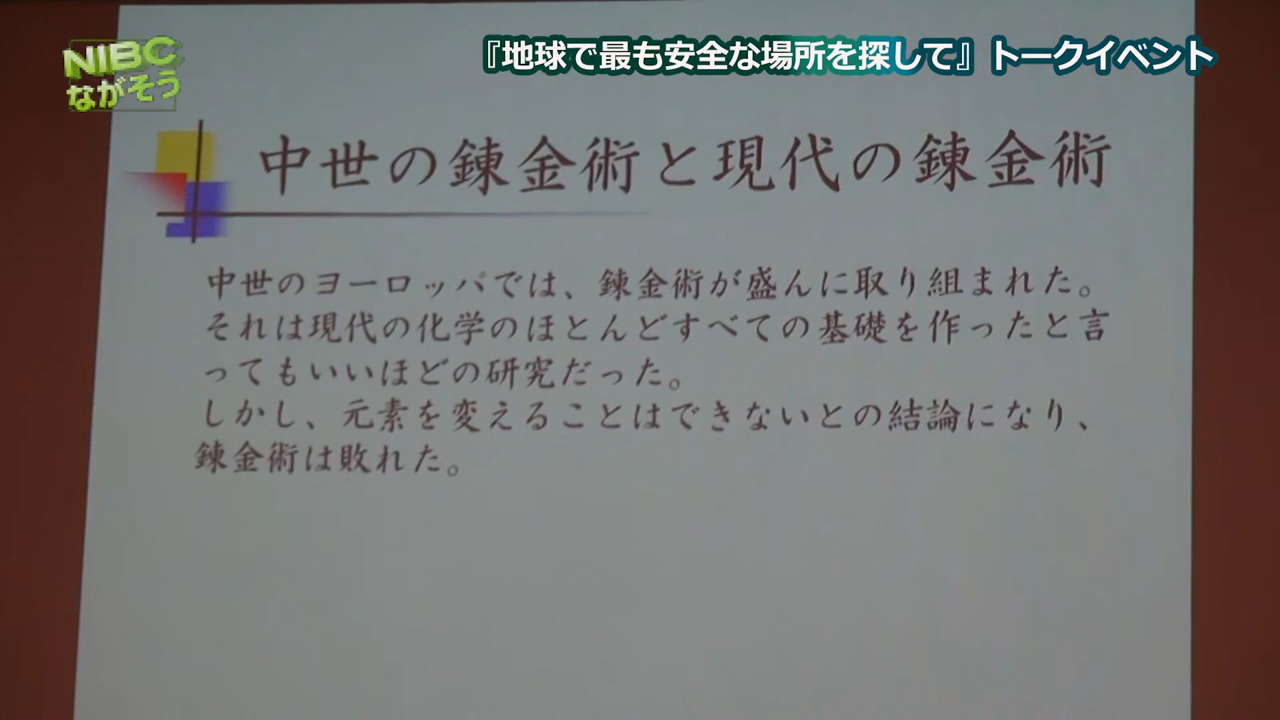 NIBC
ながそう
『地球で最も安全な場所を探して』トークイベント
中世の錬金術と現代の錬金術
中世のヨーロッパでは、錬金術が盛んに取り組まれた。
それは現代の化学のほとんどすべての基礎を作ったと言
ってもいいほどの研究だった。
しかし、元素を変えることはできないとの結論になり、
錬金術は敗れた。